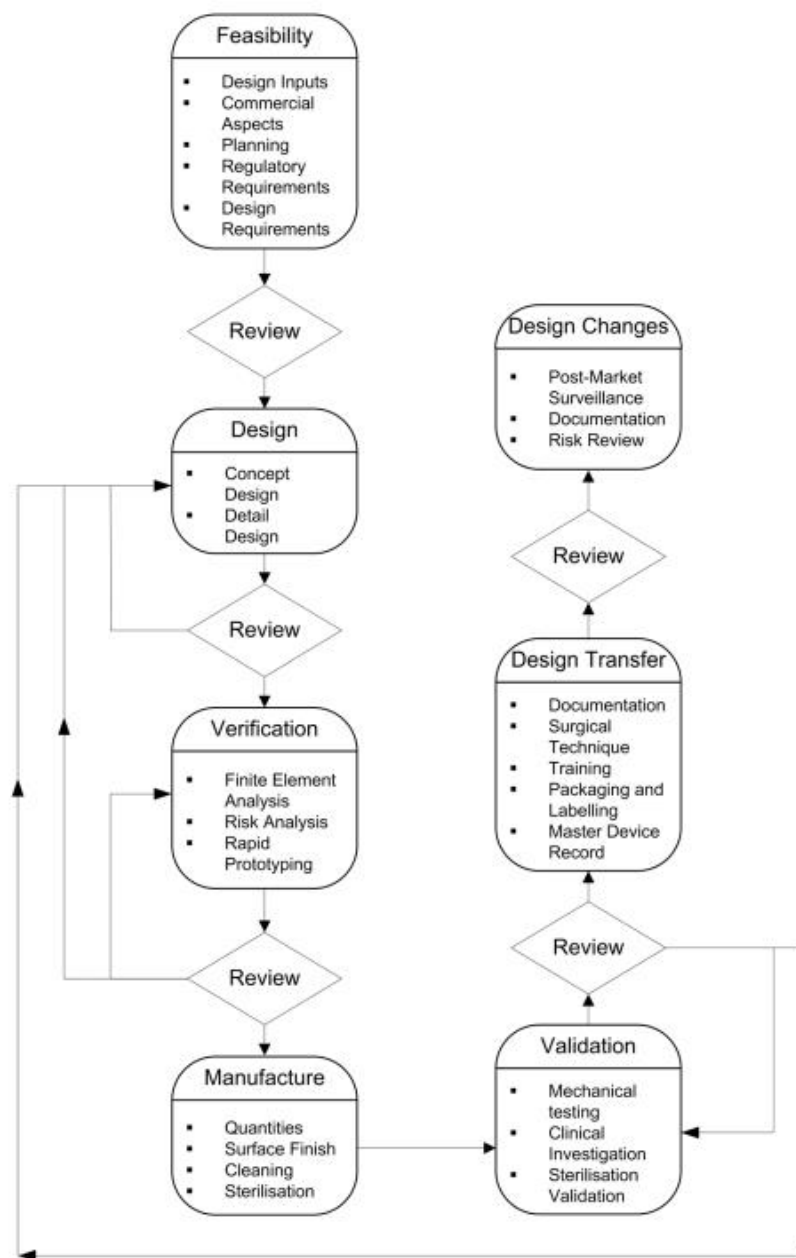 Feasibility
▪ Design Inputs
▪ Commercial
Aspects
▪ Planning
▪ Regulatory
Requirements
▪ Design
Requirements
Review
Design
▪ Concept
Design
▪ Detail
Design
Review
Verification
▪ Finite Element
Analysis
▪ Risk Analysis
▪ Rapid
Prototyping
Review
Manufacture
▪ Quantities
▪ Surface Finish
▪ Cleaning
▪ Sterilisation
Validation
▪ Mechanical
testing
▪ Clinical
Investigation
▪ Sterilisation
Validation
Review
Design Transfer
▪ Documentation
▪ Surgical
Technique
▪ Training
▪ Packaging and
Labelling
▪ Master Device
Record
Review
Design Changes
▪ Post-Market
Surveillance
▪ Documentation
▪ Risk Review